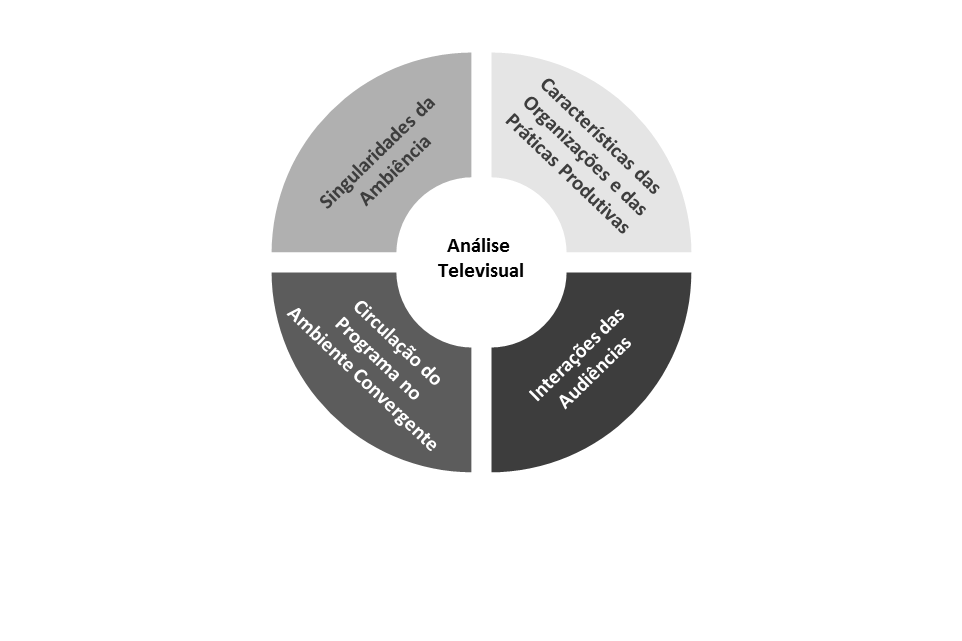 Singularidades da
Ambiência
Características das
Organizações e das
Práticas Produtivas
Análise
Televisual
Circulação do
Programa no
Ambiente Convergente
Interações das
Audiências